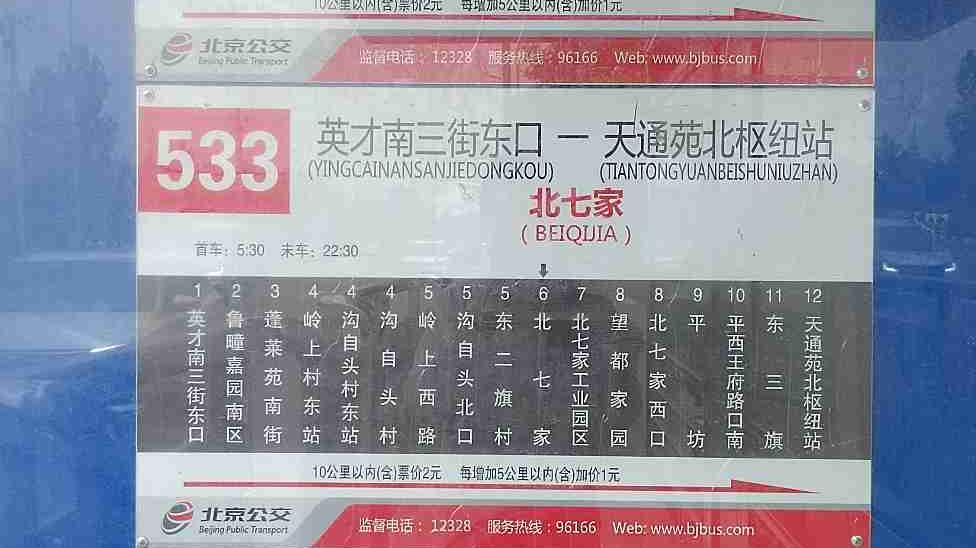 10公里以内(含)票价2元 每增加5公里以内(含)加价1元
北京公交
Beijing Public Transport
监督电话：12328 服务热线：96166 Web: www.bjbus.com
533
英才南三街东口 — 天通苑北枢纽站
(YINGCAINANSANJIEDONGKOU) (TIANTONGYUANBEISHUNIUZHAN)
北七家
(BEIQIJIA)
首车: 5:30 末车: 22:30
1 英才南三街东口
2 鲁疃嘉园南区
3 蓬莱苑南街
4 岭上村东站
4 沟自头村东站
4 沟自头村
5 岭上西路
5 沟自头北口
5 东二旗村
6 北七家
7 北七家工业园区
8 望都家园
8 北七家西口
9 平坊
10 平西王府路口南
11 东三旗
12 天通苑北枢纽站
10公里以内(含)票价2元 每增加5公里以内(含)加价1元
北京公交
Beijing Public Transport
监督电话：12328 服务热线：96166 Web: www.bjbus.com